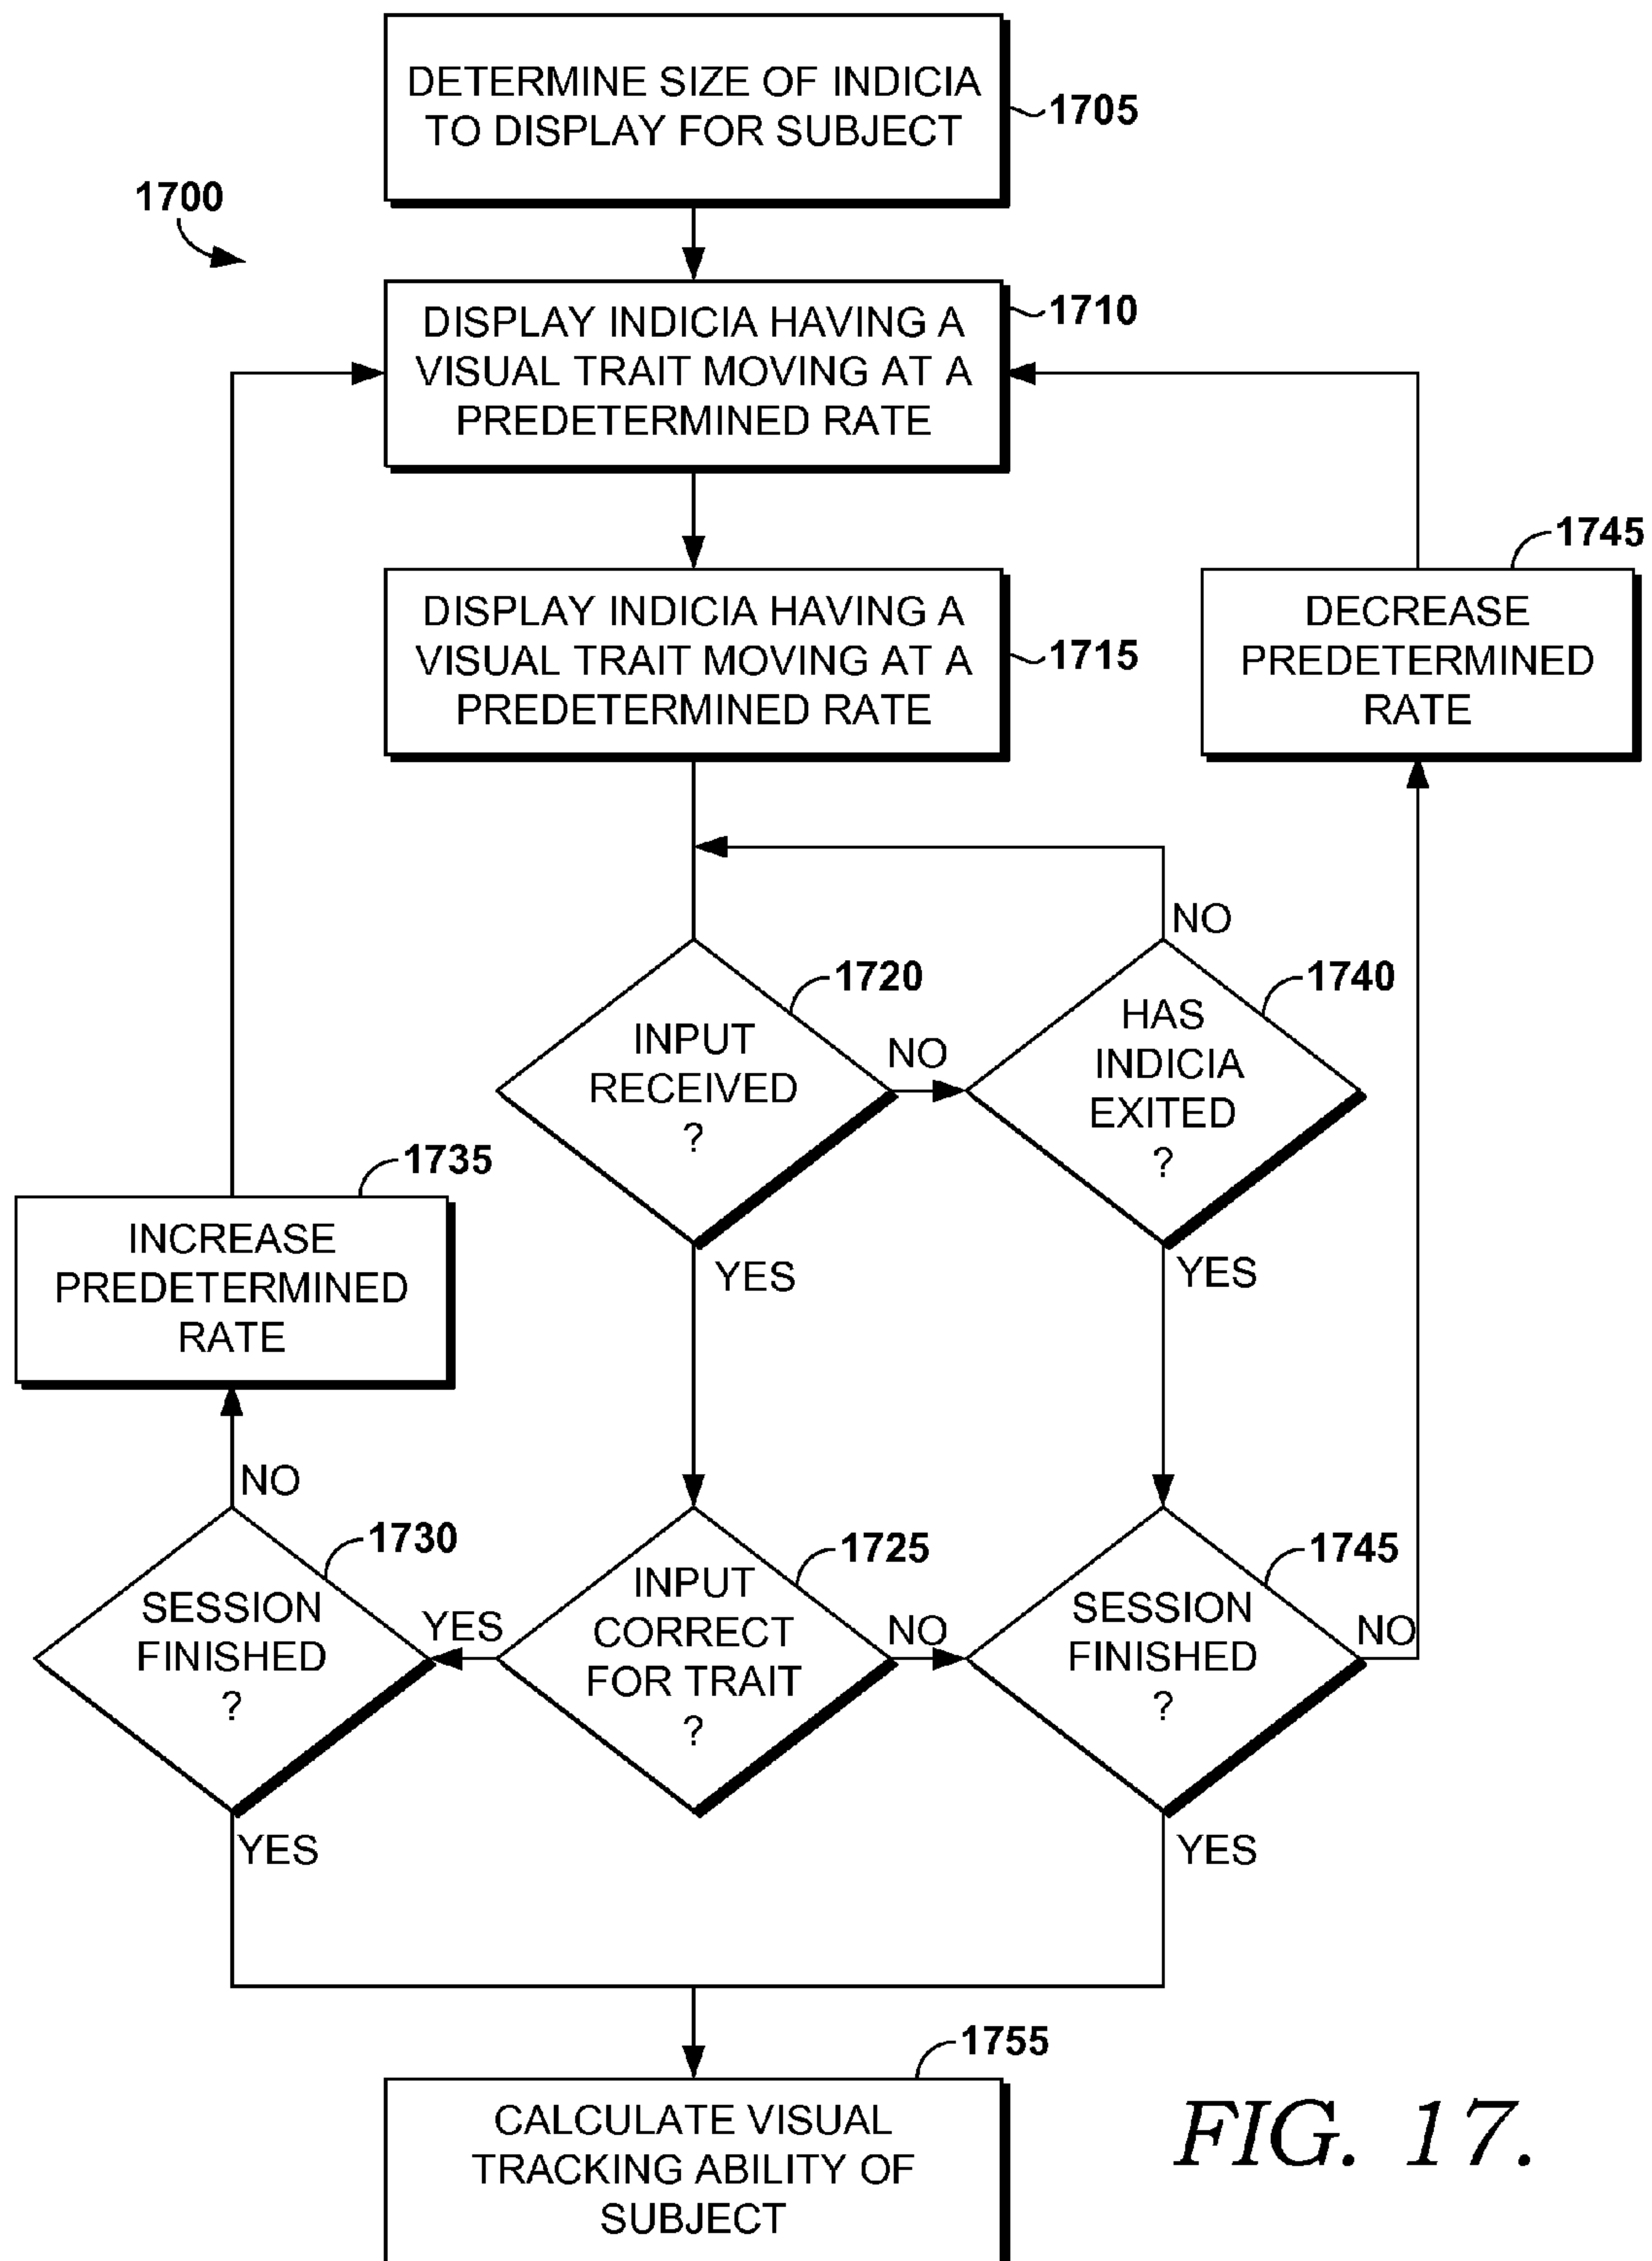 DETERMINE SIZE OF INDICIA
TO DISPLAY FOR SUBJECT
1705
1700
DISPLAY INDICIA HAVING A
VISUAL TRAIT MOVING AT A
PREDETERMINED RATE
1710
DISPLAY INDICIA HAVING A
VISUAL TRAIT MOVING AT A
PREDETERMINED RATE
1715
DECREASE
PREDETERMINED
RATE
1745
INPUT
RECEIVED
?
1720
NO
YES
HAS
INDICIA
EXITED
?
1740
NO
YES
INCREASE
PREDETERMINED
RATE
1735
NO
SESSION
FINISHED
?
1730
YES
YES
INPUT
CORRECT
FOR TRAIT
?
1725
NO
SESSION
FINISHED
?
1745
NO
YES
CALCULATE VISUAL
TRACKING ABILITY OF
SUBJECT
1755
FIG. 17.